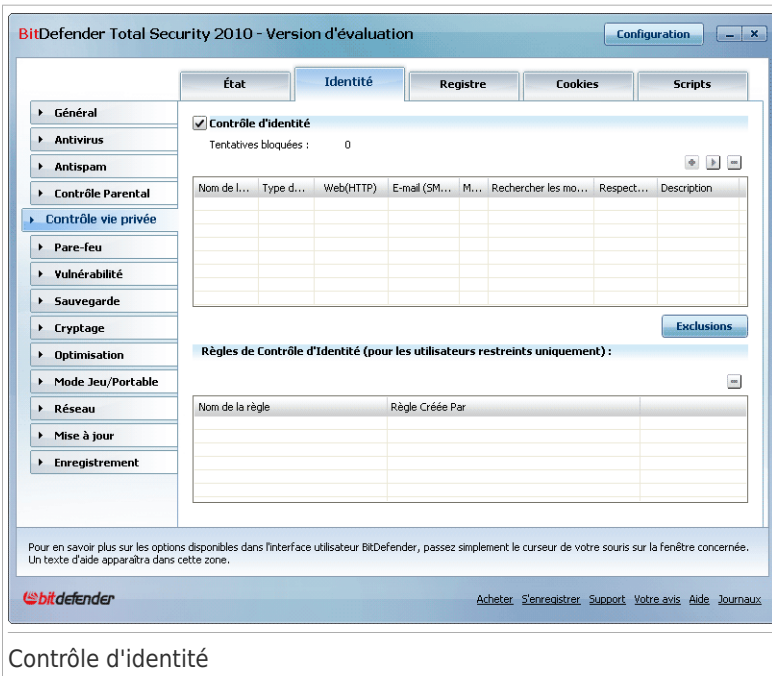 BitDefender Total Security 2010 - Version d'évaluation
Configuration
État
Identité
Registre
Cookies
Scripts
Général
Antivirus
Antispam
Contrôle Parental
Contrôle vie privée
Pare-feu
Vulnérabilité
Sauvegarde
Cryptage
Optimisation
Mode Jeu/Portable
Réseau
Mise à jour
Enregistrement
Contrôle d'identité
Tentatives bloquées : 0
Nom de l... Type d... Web(HTTP) E-mail (SM... M... Rechercher les mo... Respect... Description
Exclusions
Règles de Contrôle d'Identité (pour les utilisateurs restreints uniquement) :
Nom de la règle Règle Créée Par
Pour en savoir plus sur les options disponibles dans l'interface utilisateur BitDefender, passez simplement le curseur de votre souris sur la fenêtre concernée.
Un texte d'aide apparaîtra dans cette zone.
bitdefender
Acheter S'enregistrer Support Votre avis Aide Journaux
Contrôle d'identité